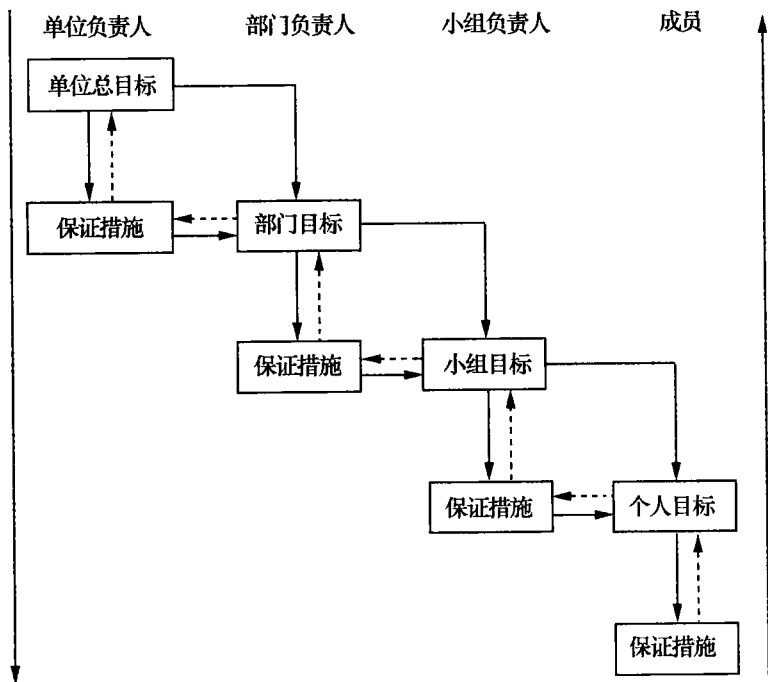 单位负责人
部门负责人
小组负责人
成员
单位总目标
保证措施
部门目标
保证措施
小组目标
保证措施
个人目标
保证措施